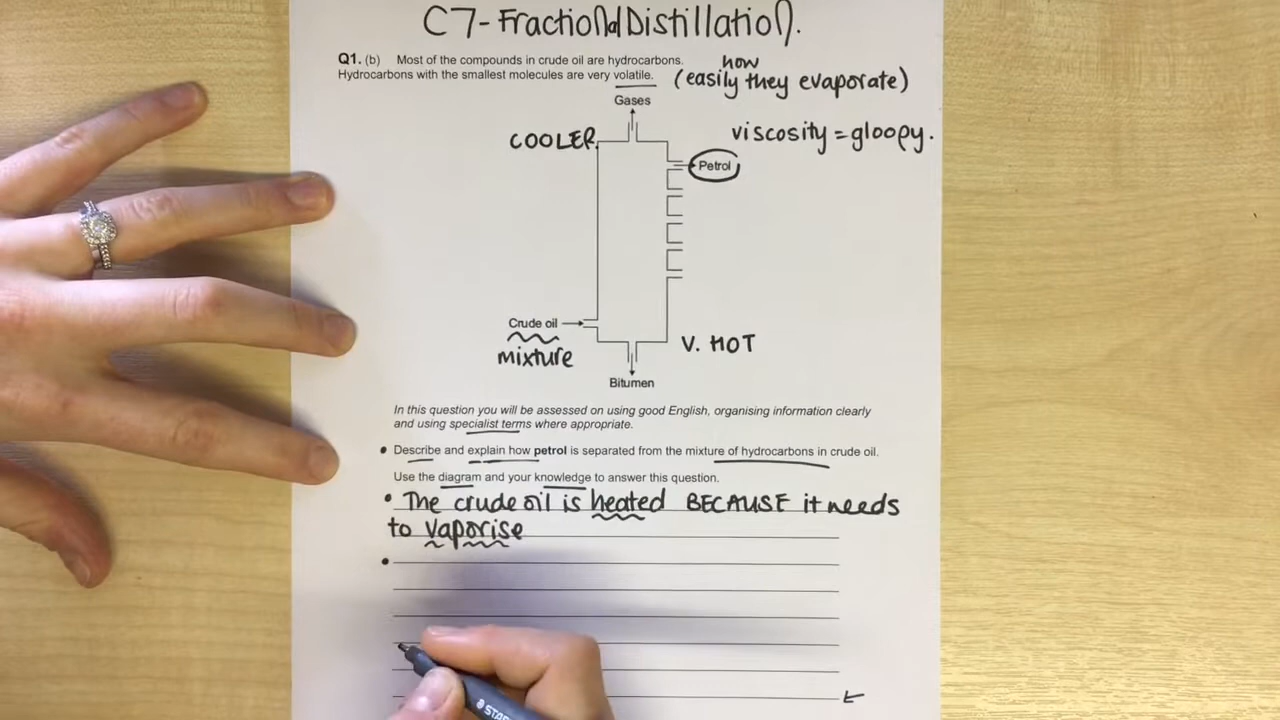 C7 - Fractional Distillation.
Q1. (b) Most of the compounds in crude oil are hydrocarbons.
how
Hydrocarbons with the smallest molecules are very volatile. (easily they evaporate)
Gases
COOLER.
viscosity = gloopy.
Petrol
Crude oil
mixture
V. HOT
Bitumen
In this question you will be assessed on using good English, organising information clearly
and using specialist terms where appropriate.
• Describe and explain how petrol is separated from the mixture of hydrocarbons in crude oil.
Use the diagram and your knowledge to answer this question.
• The crude oil is heated BECAUSE it needs
to vaporise
•
STA